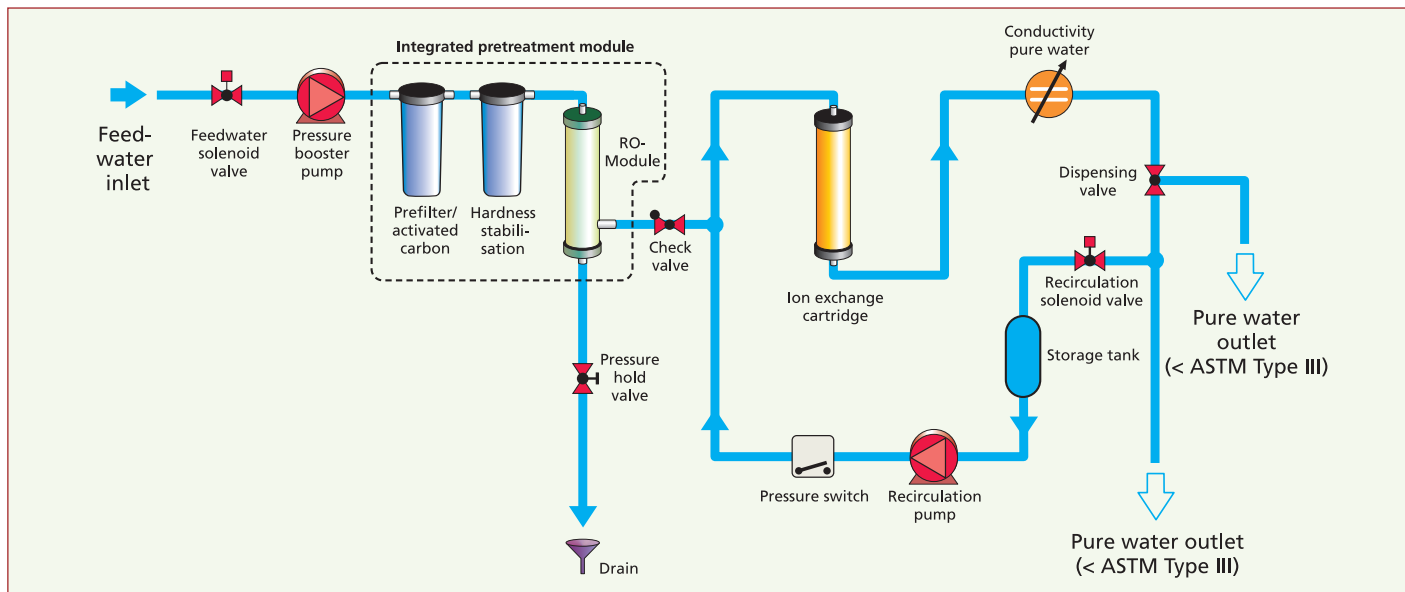 Integrated pretreatment module
Conductivity
pure water
Feed-
water
inlet
Feedwater
solenoid
valve
Pressure
booster
pump
Prefilter/
activated
carbon
Hardness
stabili-
sation
RO-
Module
Check
valve
Ion exchange
cartridge
Dispensing
valve
Recirculation
solenoid valve
Storage tank
Pure water
outlet
(< ASTM Type III)
Pressure
hold
valve
Pressure switch
Recirculation
pump
Drain
Pure water outlet
(< ASTM Type III)